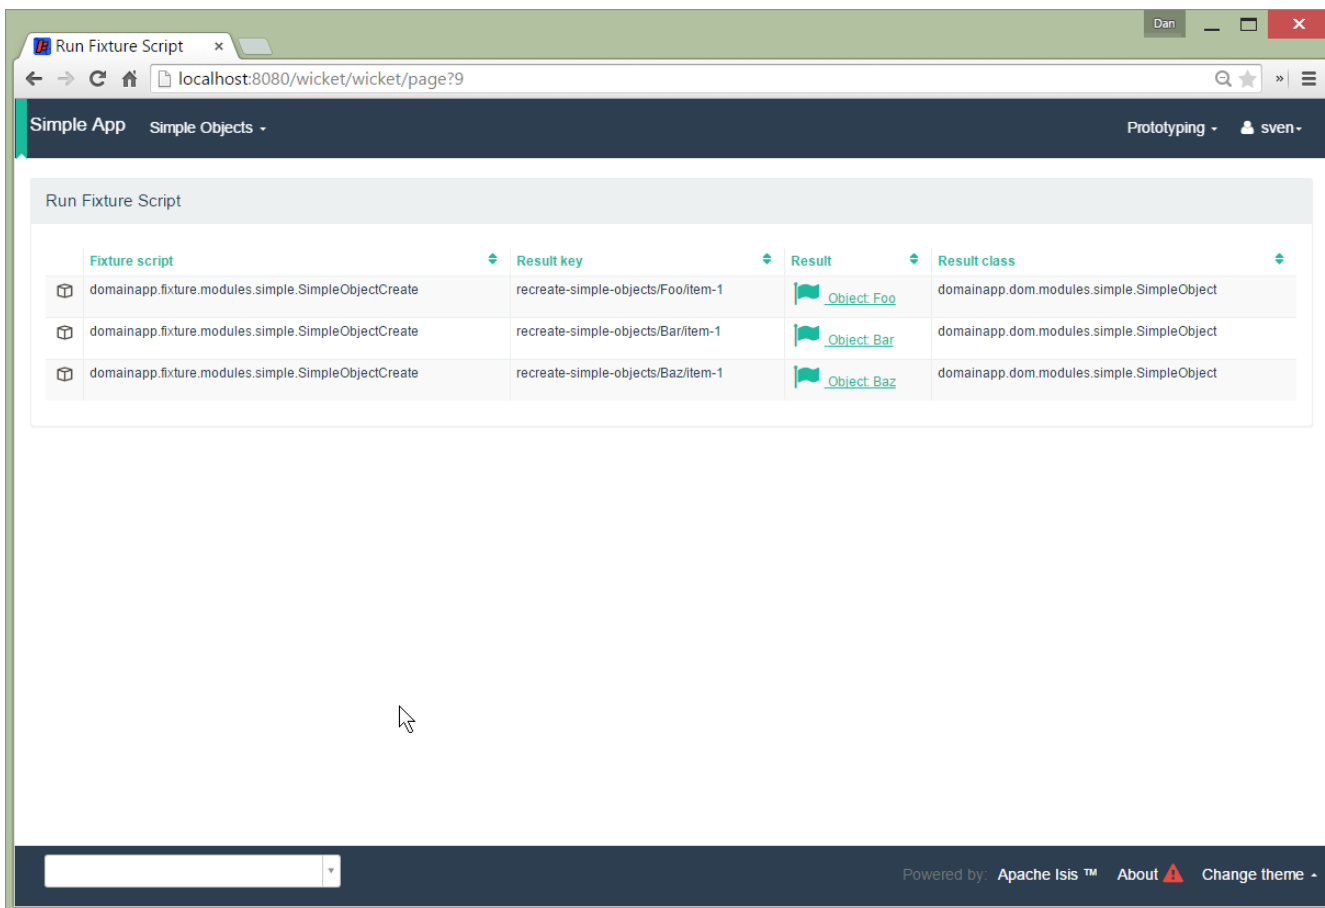 Dan
Run Fixture Script
localhost:8080/wicket/wicket/page?9
Simple App Simple Objects Prototyping sven
Run Fixture Script
Fixture script Result key Result Result class
domainapp.fixture.modules.simple.SimpleObjectCreate recreate-simple-objects/Foo/item-1 Object: Foo domainapp.dom.modules.simple.SimpleObject
domainapp.fixture.modules.simple.SimpleObjectCreate recreate-simple-objects/Bar/item-1 Object: Bar domainapp.dom.modules.simple.SimpleObject
domainapp.fixture.modules.simple.SimpleObjectCreate recreate-simple-objects/Baz/item-1 Object: Baz domainapp.dom.modules.simple.SimpleObject
Powered by: Apache Isis ™ About Change theme